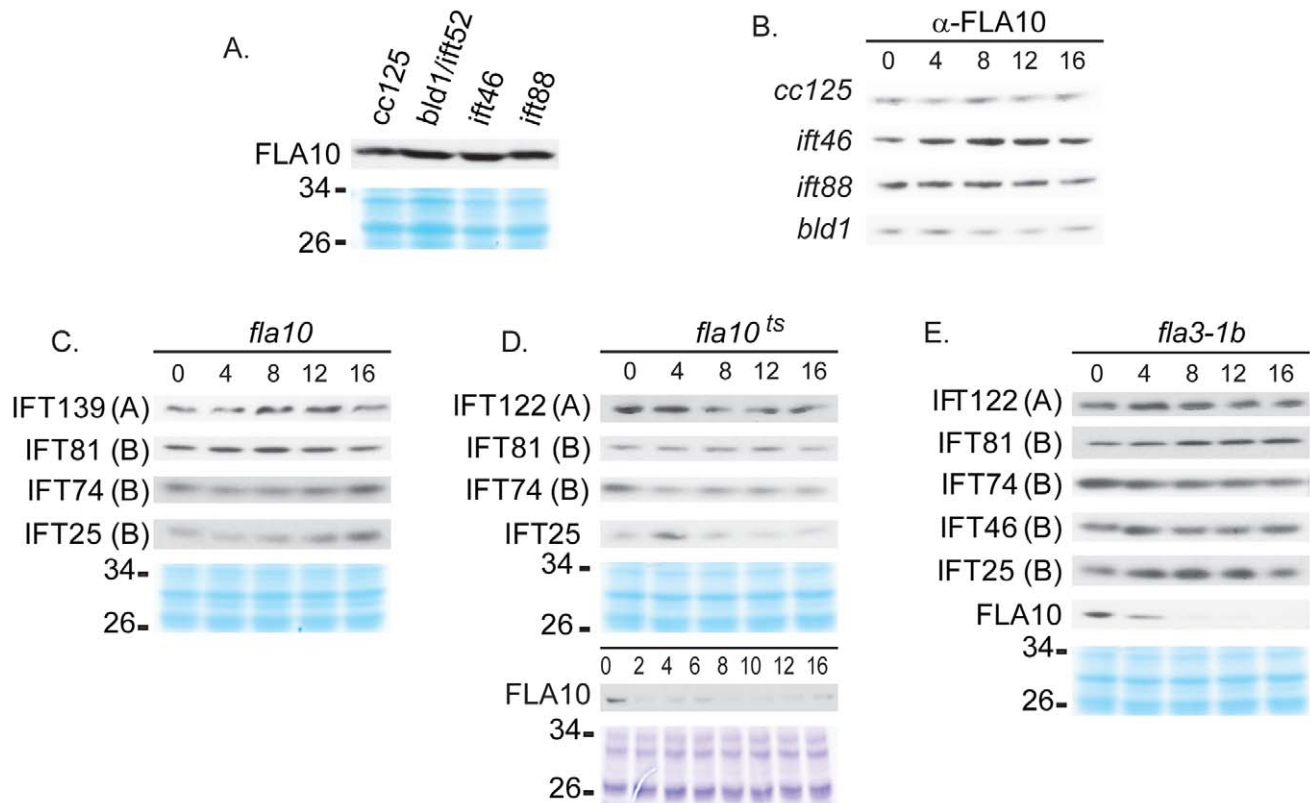 A.
cc125
bld1/ift52
ift46
ift88
FLA10
34
26
B.
α-FLA10
0 4 8 12 16
cc125
ift46
ift88
bld1
C.
fla10
0 4 8 12 16
IFT139 (A)
IFT81 (B)
IFT74 (B)
IFT25 (B)
34
26
D.
fla10 ts
0 4 8 12 16
IFT122 (A)
IFT81 (B)
IFT74 (B)
IFT25
34
26
0 2 4 6 8 10 12 16
FLA10
34
26
E.
fla3-1b
0 4 8 12 16
IFT122 (A)
IFT81 (B)
IFT74 (B)
IFT46 (B)
IFT25 (B)
FLA10
34
26